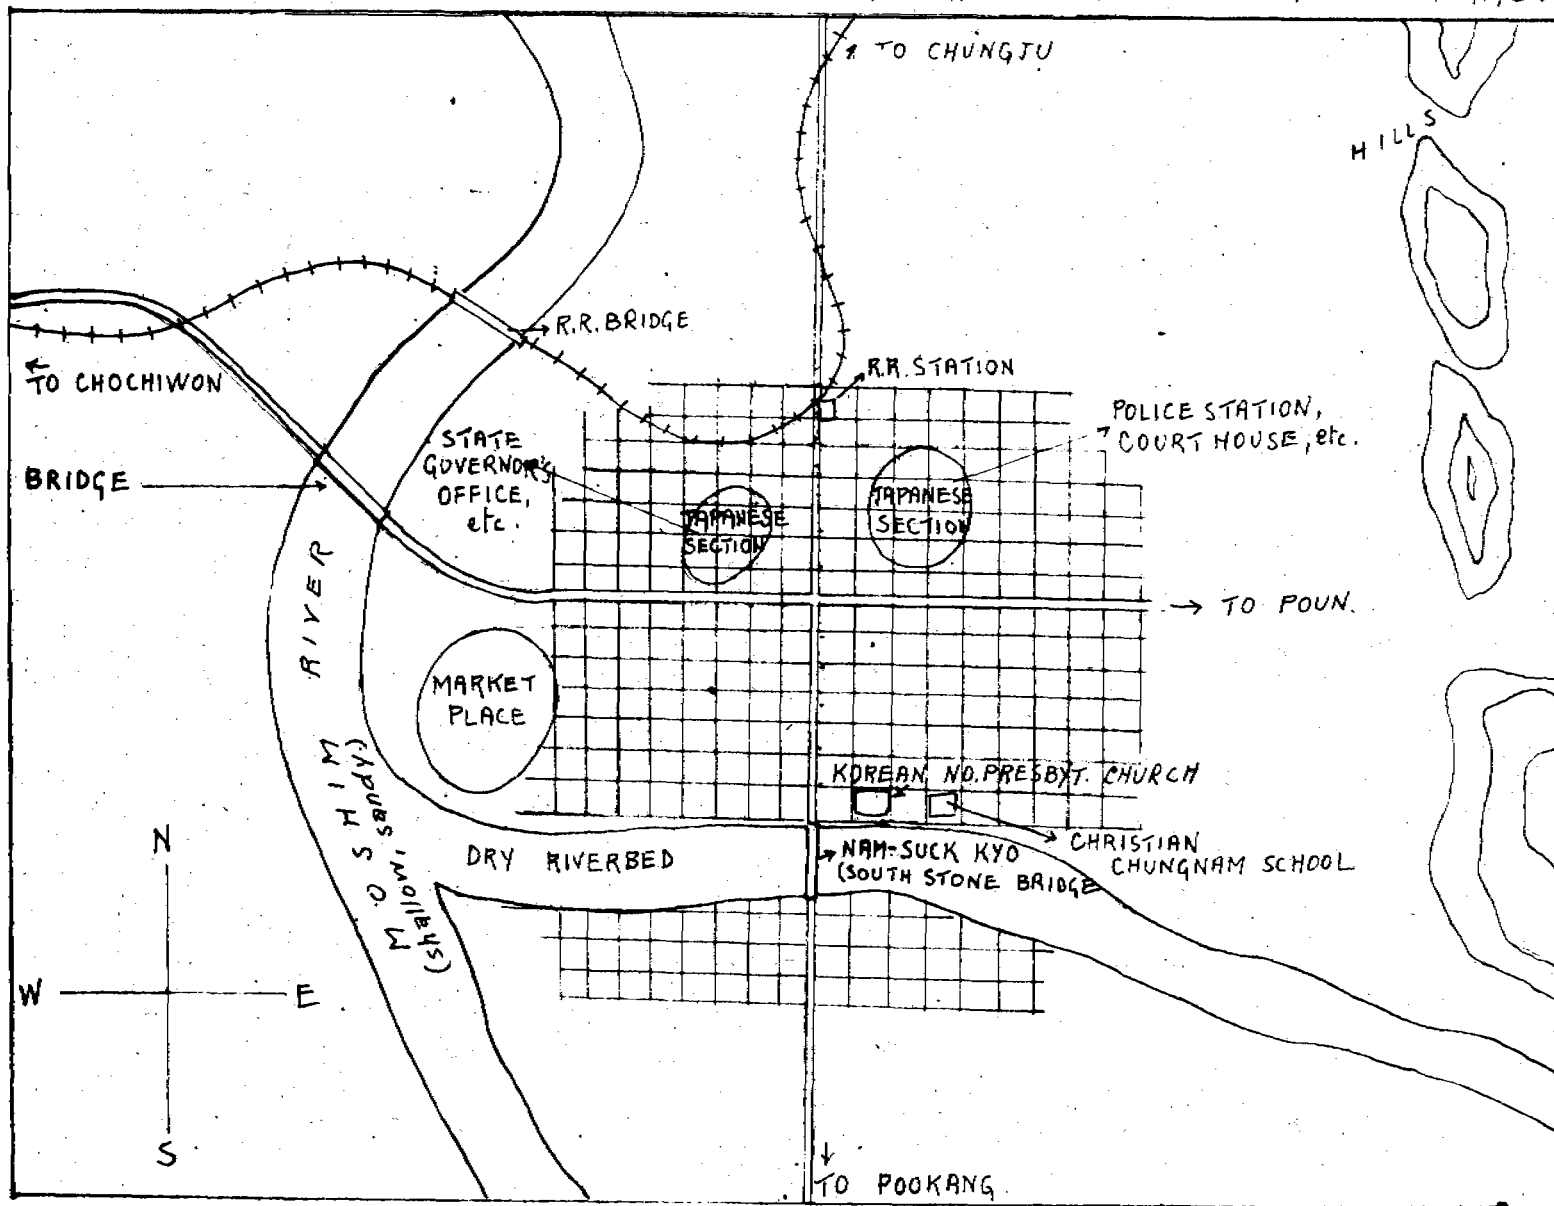 TO CHUNGJU
HILLS
R.R. BRIDGE
TO CHOCHIWON
R.R. STATION
POLICE STATION,
COURT HOUSE, etc.
STATE
GOVERNOR'S
OFFICE,
etc.
BRIDGE
JAPANESE
SECTION
JAPANESE
SECTION
TO POUN.
MARKET
PLACE
MOSHIM RIVER
(shallow in sandy.)
KOREAN NO. PRESBYT. CHURCH
CHRISTIAN
CHUNGNAM SCHOOL
DRY RIVERBED
NAM-SUCK KYO
(SOUTH STONE BRIDGE
N
W
E
S
TO POOKANG